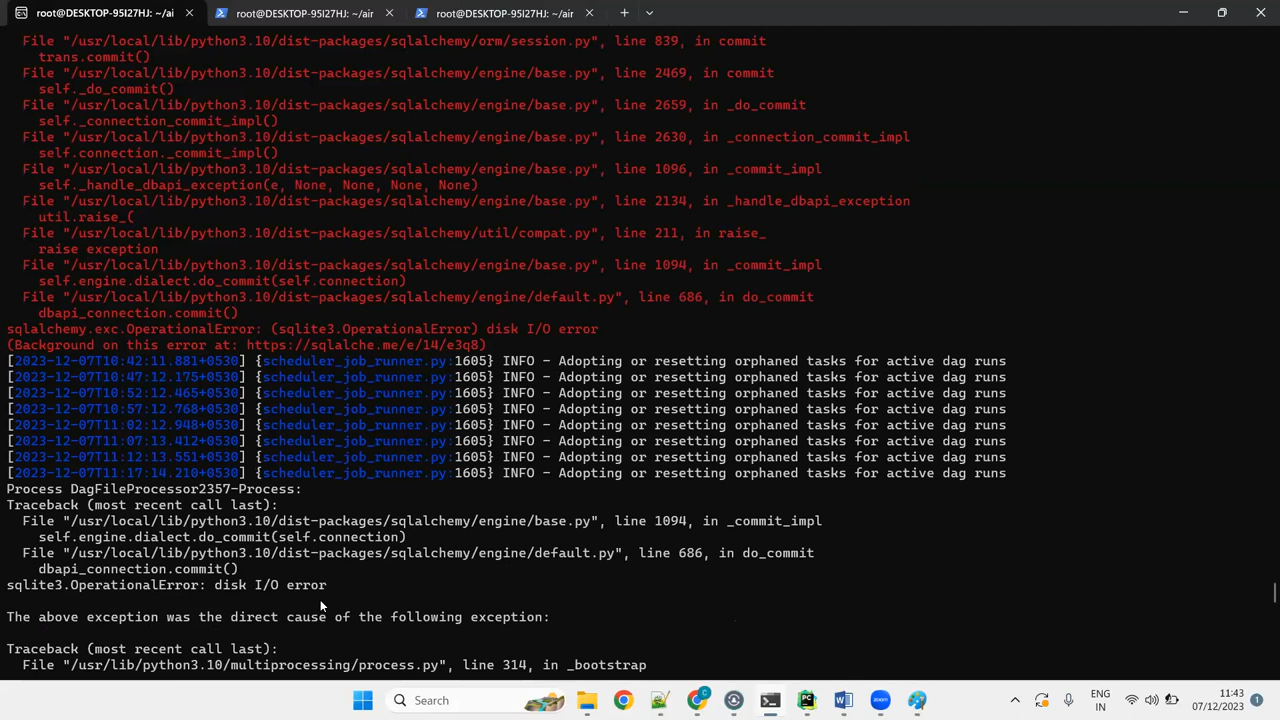 root@DESKTOP-95I27HJ: ~/air
root@DESKTOP-95I27HJ: ~/air
root@DESKTOP-95I27HJ: ~/air
File "/usr/local/lib/python3.10/dist-packages/sqlalchemy/orm/session.py", line 839, in commit
trans.commit()
File "/usr/local/lib/python3.10/dist-packages/sqlalchemy/engine/base.py", line 2469, in commit
self._do_commit()
File "/usr/local/lib/python3.10/dist-packages/sqlalchemy/engine/base.py", line 2659, in _do_commit
self._connection_commit_impl()
File "/usr/local/lib/python3.10/dist-packages/sqlalchemy/engine/base.py", line 2630, in _connection_commit_impl
self.connection._commit_impl()
File "/usr/local/lib/python3.10/dist-packages/sqlalchemy/engine/base.py", line 1096, in _commit_impl
self._handle_dbapi_exception(e, None, None, None, None)
File "/usr/local/lib/python3.10/dist-packages/sqlalchemy/engine/base.py", line 2134, in _handle_dbapi_exception
util.raise_(
File "/usr/local/lib/python3.10/dist-packages/sqlalchemy/util/compat.py", line 211, in raise_
raise exception
File "/usr/local/lib/python3.10/dist-packages/sqlalchemy/engine/base.py", line 1094, in _commit_impl
self.engine.dialect.do_commit(self.connection)
File "/usr/local/lib/python3.10/dist-packages/sqlalchemy/engine/default.py", line 686, in do_commit
dbapi_connection.commit()
sqlalchemy.exc.OperationalError: (sqlite3.OperationalError) disk I/O error
(Background on this error at: https://sqlalche.me/e/14/e3q8)
[2023-12-07T10:42:11.881+0530] {scheduler_job_runner.py:1605} INFO - Adopting or resetting orphaned tasks for active dag runs
[2023-12-07T10:47:12.175+0530] {scheduler_job_runner.py:1605} INFO - Adopting or resetting orphaned tasks for active dag runs
[2023-12-07T10:52:12.465+0530] {scheduler_job_runner.py:1605} INFO - Adopting or resetting orphaned tasks for active dag runs
[2023-12-07T10:57:12.768+0530] {scheduler_job_runner.py:1605} INFO - Adopting or resetting orphaned tasks for active dag runs
[2023-12-07T11:02:12.948+0530] {scheduler_job_runner.py:1605} INFO - Adopting or resetting orphaned tasks for active dag runs
[2023-12-07T11:07:13.412+0530] {scheduler_job_runner.py:1605} INFO - Adopting or resetting orphaned tasks for active dag runs
[2023-12-07T11:12:13.551+0530] {scheduler_job_runner.py:1605} INFO - Adopting or resetting orphaned tasks for active dag runs
[2023-12-07T11:17:14.210+0530] {scheduler_job_runner.py:1605} INFO - Adopting or resetting orphaned tasks for active dag runs
Process DagFileProcessor2357-Process:
Traceback (most recent call last):
File "/usr/local/lib/python3.10/dist-packages/sqlalchemy/engine/base.py", line 1094, in _commit_impl
self.engine.dialect.do_commit(self.connection)
File "/usr/local/lib/python3.10/dist-packages/sqlalchemy/engine/default.py", line 686, in do_commit
dbapi_connection.commit()
sqlite3.OperationalError: disk I/O error
The above exception was the direct cause of the following exception:
Traceback (most recent call last):
File "/usr/lib/python3.10/multiprocessing/process.py", line 314, in _bootstrap
Search
ENG
IN
11:43
07/12/2023